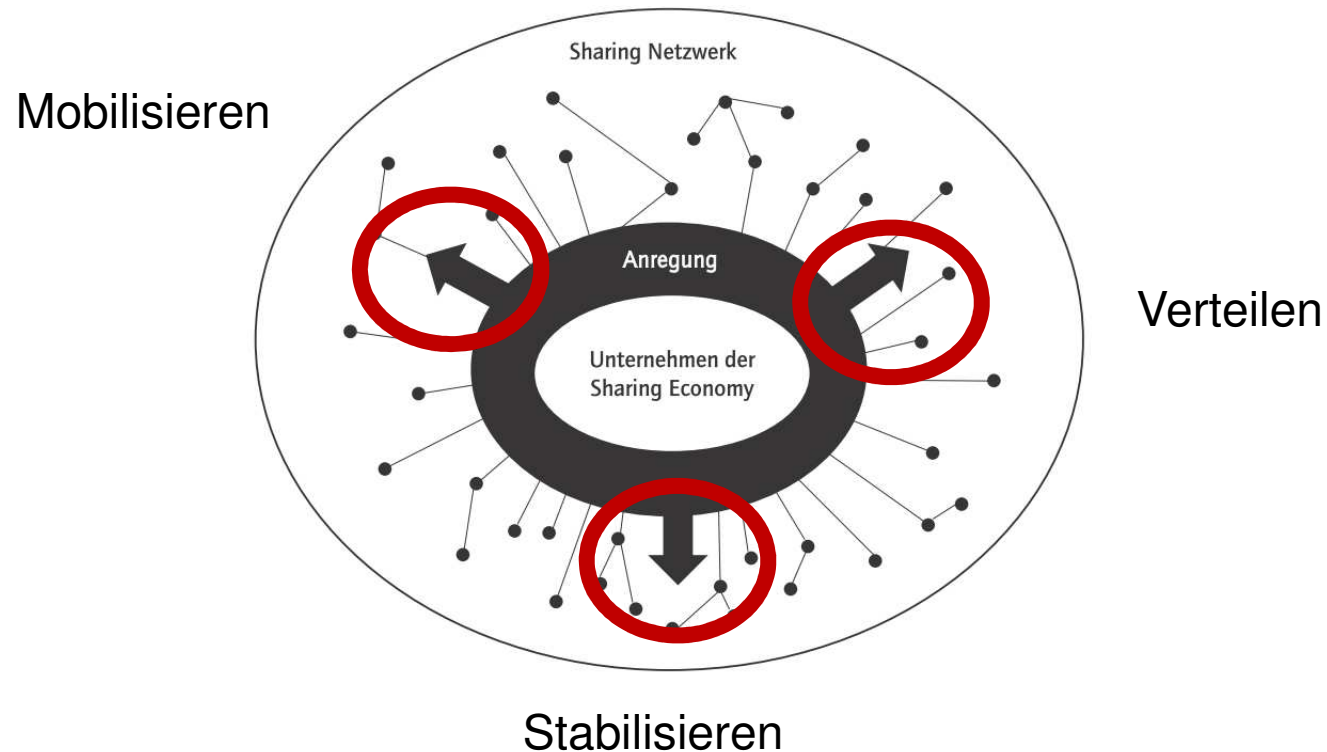 Sharing Netzwerk
Mobilisieren
Anregung
Verteilen
Unternehmen der
Sharing Economy
Stabilisieren